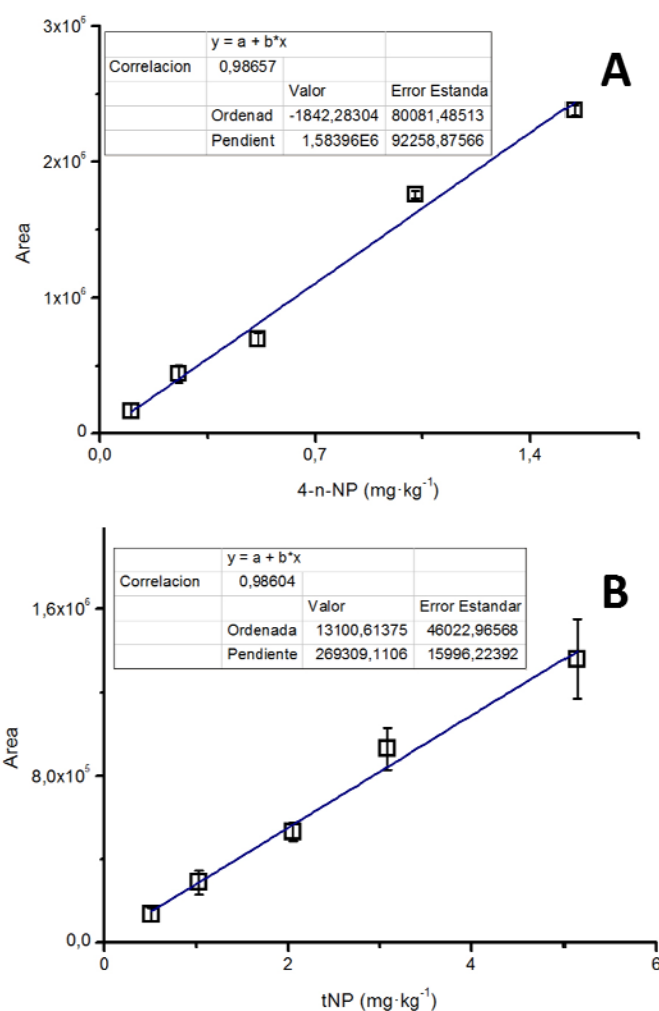 3x10⁶
y = a + b*x
Correlacion 0,98657
Valor Error Estanda
Ordenad -1842,28304 80081,48513
Pendient 1,58396E6 92258,87566
A
2x10⁶
Area
1x10⁶
0
0,0 0,7 1,4
4-n-NP (mg·kg⁻¹)
y = a + b*x
Correlacion 0,98604
Valor Error Estandar
Ordenada 13100,61375 46022,96568
Pendiente 269309,1106 15996,22392
B
1,6x10⁶
Area
8,0x10⁵
0,0
0 2 4 6
tNP (mg·kg⁻¹)